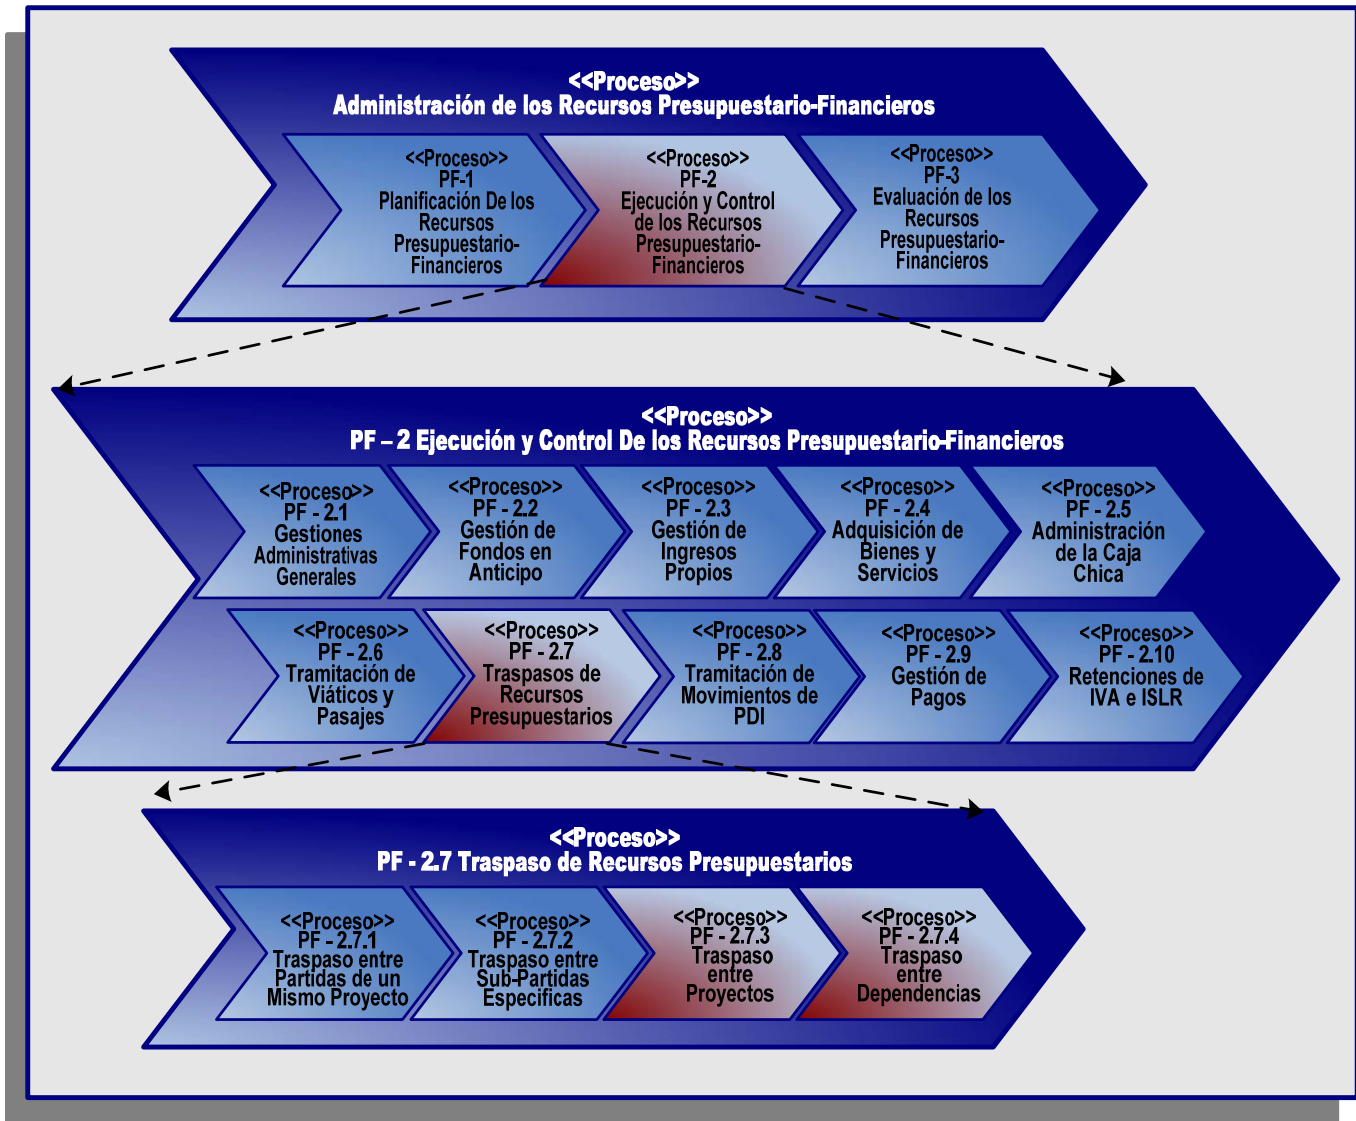 <<Proceso>>
Administración de los Recursos Presupuestario-Financieros
<<Proceso>>
PF-1
Planificación De los
Recursos
Presupuestario-
Financieros
<<Proceso>>
PF-2
Ejecución y Control
de los Recursos
Presupuestario-
Financieros
<<Proceso>>
PF-3
Evaluación de los
Recursos
Presupuestario-
Financieros
<<Proceso>>
PF – 2 Ejecución y Control De los Recursos Presupuestario-Financieros
<<Proceso>>
PF - 2.1
Gestiones
Administrativas
Generales
<<Proceso>>
PF - 2.2
Gestión de
Fondos en
Anticipo
<<Proceso>>
PF - 2.3
Gestión de
Ingresos
Propios
<<Proceso>>
PF - 2.4
Adquisición de
Bienes y
Servicios
<<Proceso>>
PF - 2.5
Administración
de la Caja
Chica
<<Proceso>>
PF - 2.6
Tramitación de
Viáticos y
Pasajes
<<Proceso>>
PF - 2.7
Traspasos de
Recursos
Presupuestarios
<<Proceso>>
PF - 2.8
Tramitación de
Movimientos de
PDI
<<Proceso>>
PF - 2.9
Gestión de
Pagos
<<Proceso>>
PF - 2.10
Retenciones de
IVA e ISLR
<<Proceso>>
PF - 2.7 Traspaso de Recursos Presupuestarios
<<Proceso>>
PF - 2.7.1
Traspaso entre
Partidas de un
Mismo Proyecto
<<Proceso>>
PF - 2.7.2
Traspaso entre
Sub-Partidas
Especificas
<<Proceso>>
PF - 2.7.3
Traspaso
entre
Proyectos
<<Proceso>>
PF - 2.7.4
Traspaso
entre
Dependencias